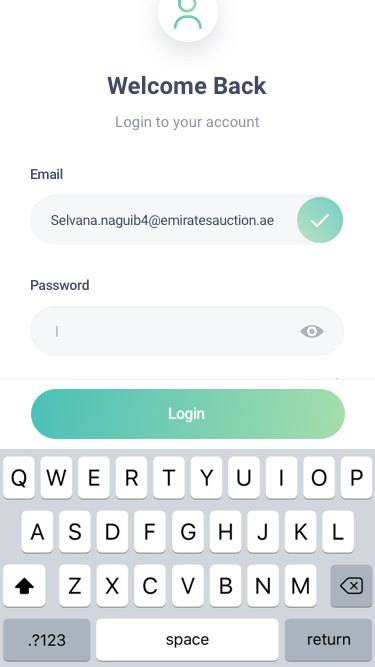 Welcome Back
Login to your account
Email
Selvana.naguib4@emiratesauction.ae
Password
Login
Q W E R T Y U I O P
A S D F G H J K L
Z X C V B N M
.?123 space return